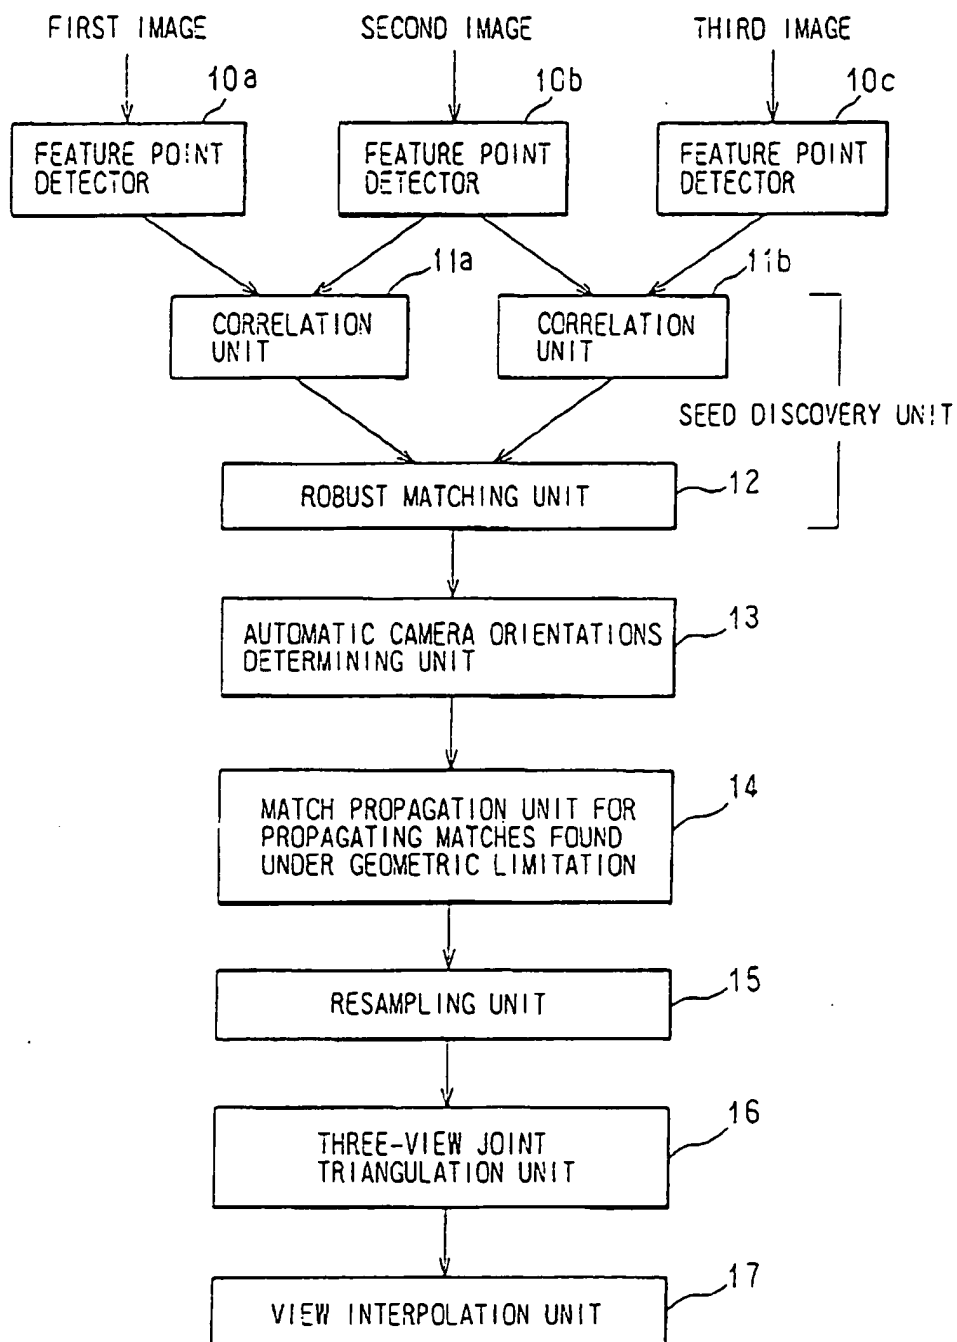 FIRST IMAGE
SECOND IMAGE
THIRD IMAGE
10a
10b
10c
FEATURE POINT
DETECTOR
FEATURE POINT
DETECTOR
FEATURE POINT
DETECTOR
11a
11b
CORRELATION
UNIT
CORRELATION
UNIT
SEED DISCOVERY UNIT
ROBUST MATCHING UNIT
12
AUTOMATIC CAMERA ORIENTATIONS
DETERMINING UNIT
13
MATCH PROPAGATION UNIT FOR
PROPAGATING MATCHES FOUND
UNDER GEOMETRIC LIMITATION
14
RESAMPLING UNIT
15
THREE-VIEW JOINT
TRIANGULATION UNIT
16
VIEW INTERPOLATION UNIT
17